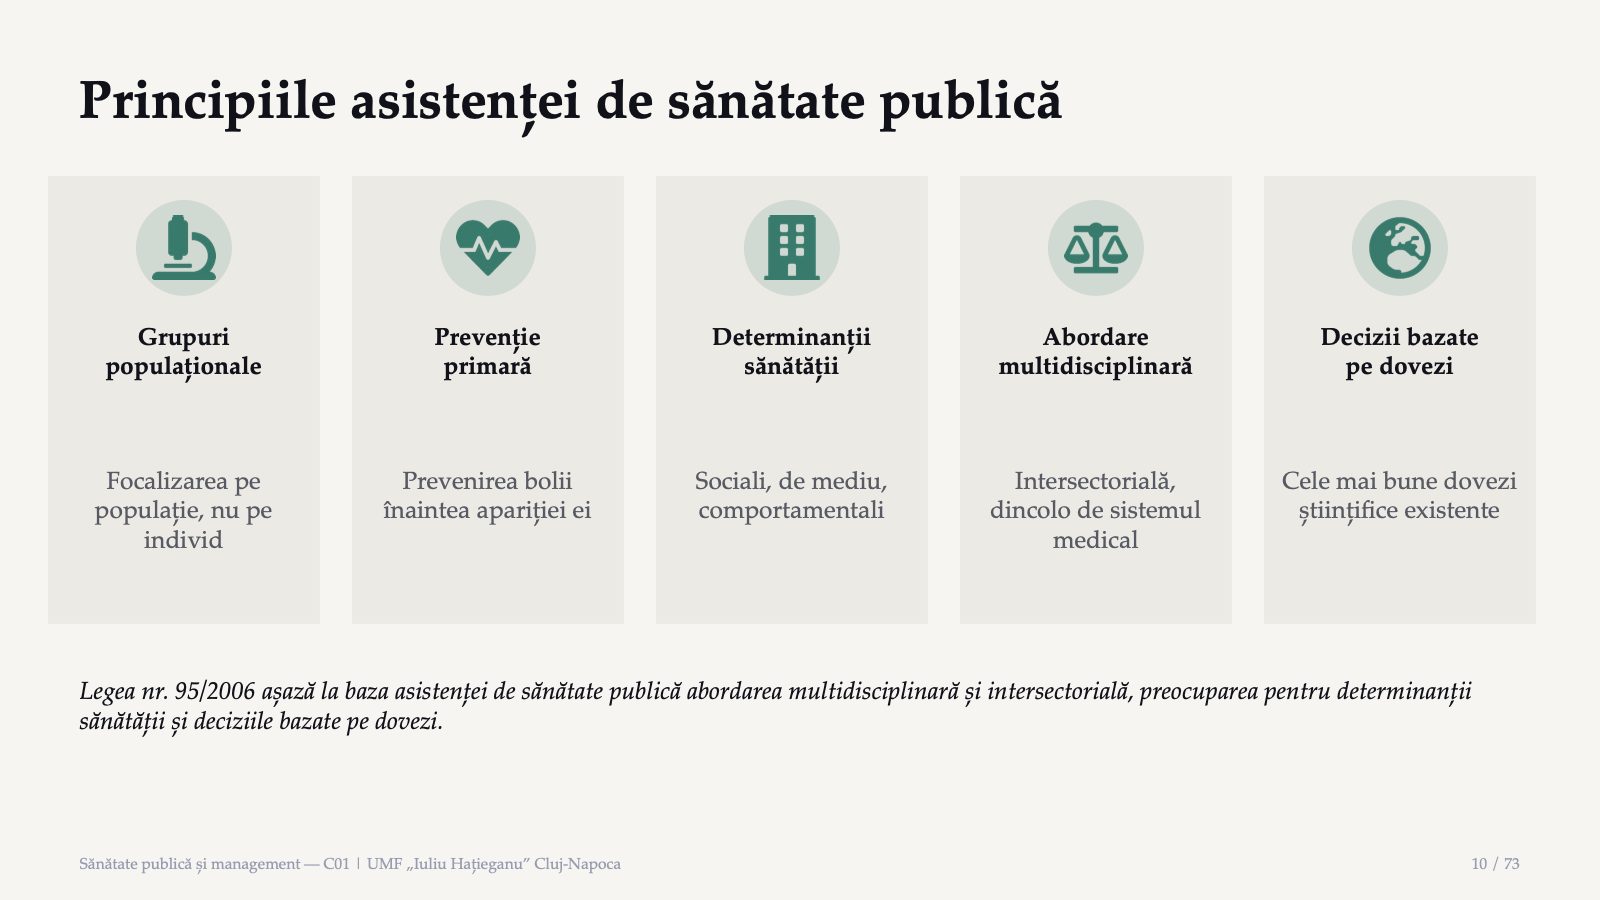 Principiile asistenței de sănătate publică
Grupuri
populaționale
Focalizarea pe
populație, nu pe
individ
Prevenție
primară
Prevenirea bolii
înaintea apariției ei
Determinanții
sănătății
Sociali, de mediu,
comportamentali
Abordare
multidisciplinară
Intersectorială,
dincolo de sistemul
medical
Decizii bazate
pe dovezi
Cele mai bune dovezi
științifice existente
Legea nr. 95/2006 așază la baza asistenței de sănătate publică abordarea multidisciplinară și intersectorială, preocuparea pentru determinanții
sănătății și deciziile bazate pe dovezi.
Sănătate publică și management — C01 | UMF „Iuliu Hațieganu” Cluj-Napoca
10 / 73